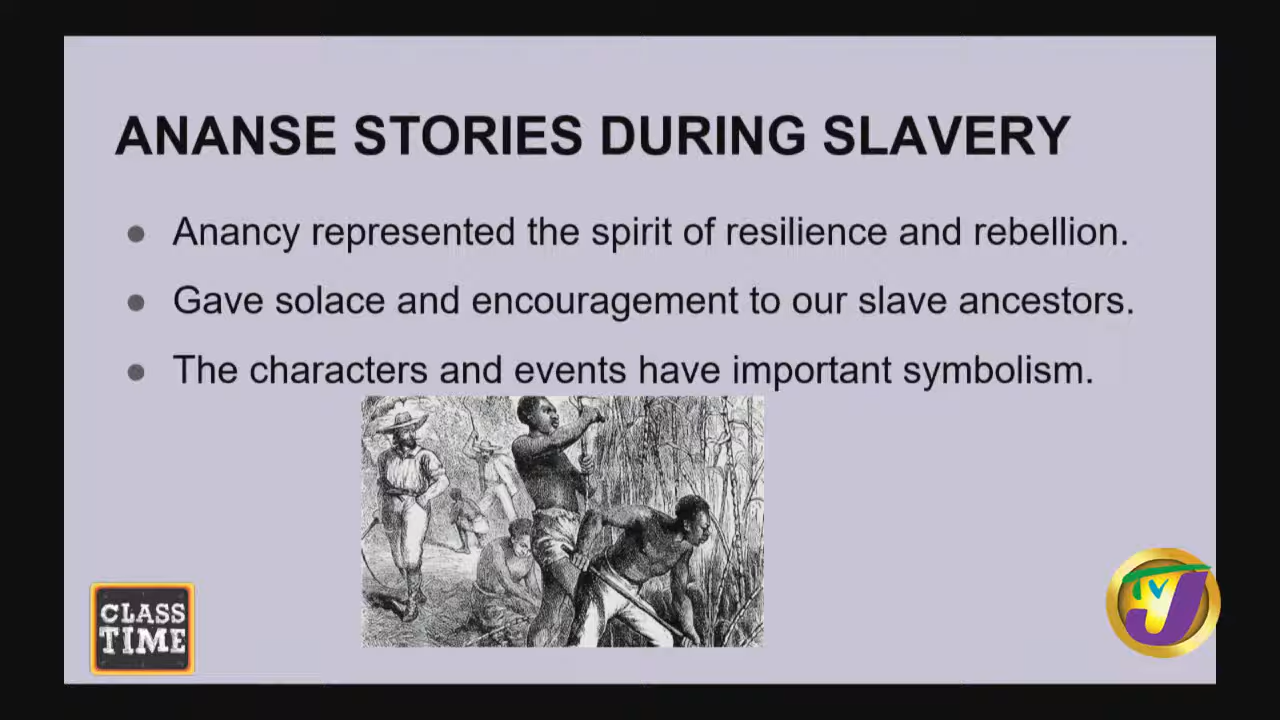 ANANSE STORIES DURING SLAVERY
Anancy represented the spirit of resilience and rebellion.
Gave solace and encouragement to our slave ancestors.
The characters and events have important symbolism.
CLASS
TIME
TVJ